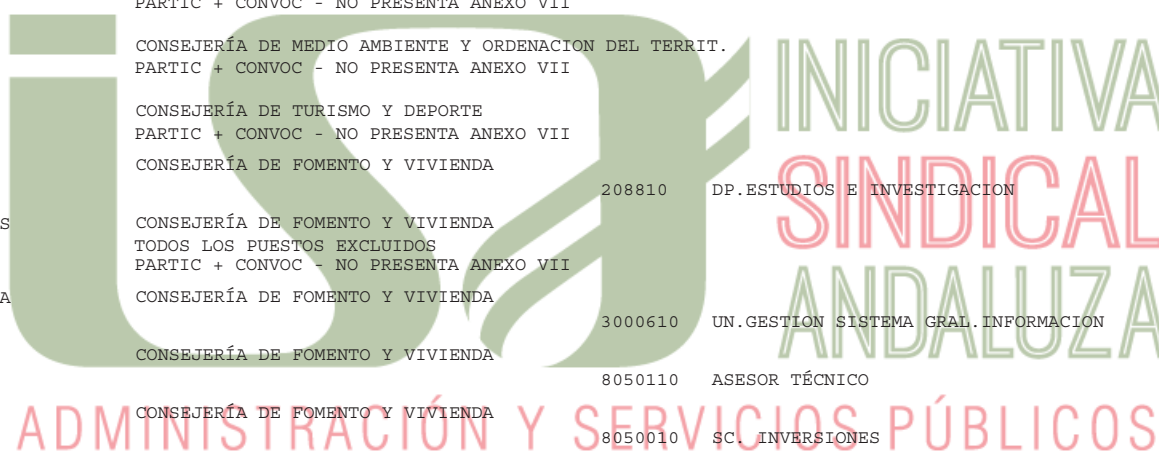 PARTIC + CONVOC - NO PRESENTA ANEXO VII
CONSEJERÍA DE MEDIO AMBIENTE Y ORDENACION DEL TERRIT.
PARTIC + CONVOC - NO PRESENTA ANEXO VII
CONSEJERÍA DE TURISMO Y DEPORTE
PARTIC + CONVOC - NO PRESENTA ANEXO VII
CONSEJERÍA DE FOMENTO Y VIVIENDA
208810 DP.ESTUDIOS E INVESTIGACION
S CONSEJERÍA DE FOMENTO Y VIVIENDA
TODOS LOS PUESTOS EXCLUIDOS
PARTIC + CONVOC - NO PRESENTA ANEXO VII
A CONSEJERÍA DE FOMENTO Y VIVIENDA
3000610 UN.GESTION SISTEMA GRAL.INFORMACION
CONSEJERÍA DE FOMENTO Y VIVIENDA
8050110 ASESOR TÉCNICO
CONSEJERÍA DE FOMENTO Y VIVIENDA
8050010 SC. INVERSIONES
isa
INICIATIVA
SINDICAL
ANDALUZA
ADMINISTRACIÓN Y SERVICIOS PÚBLICOS